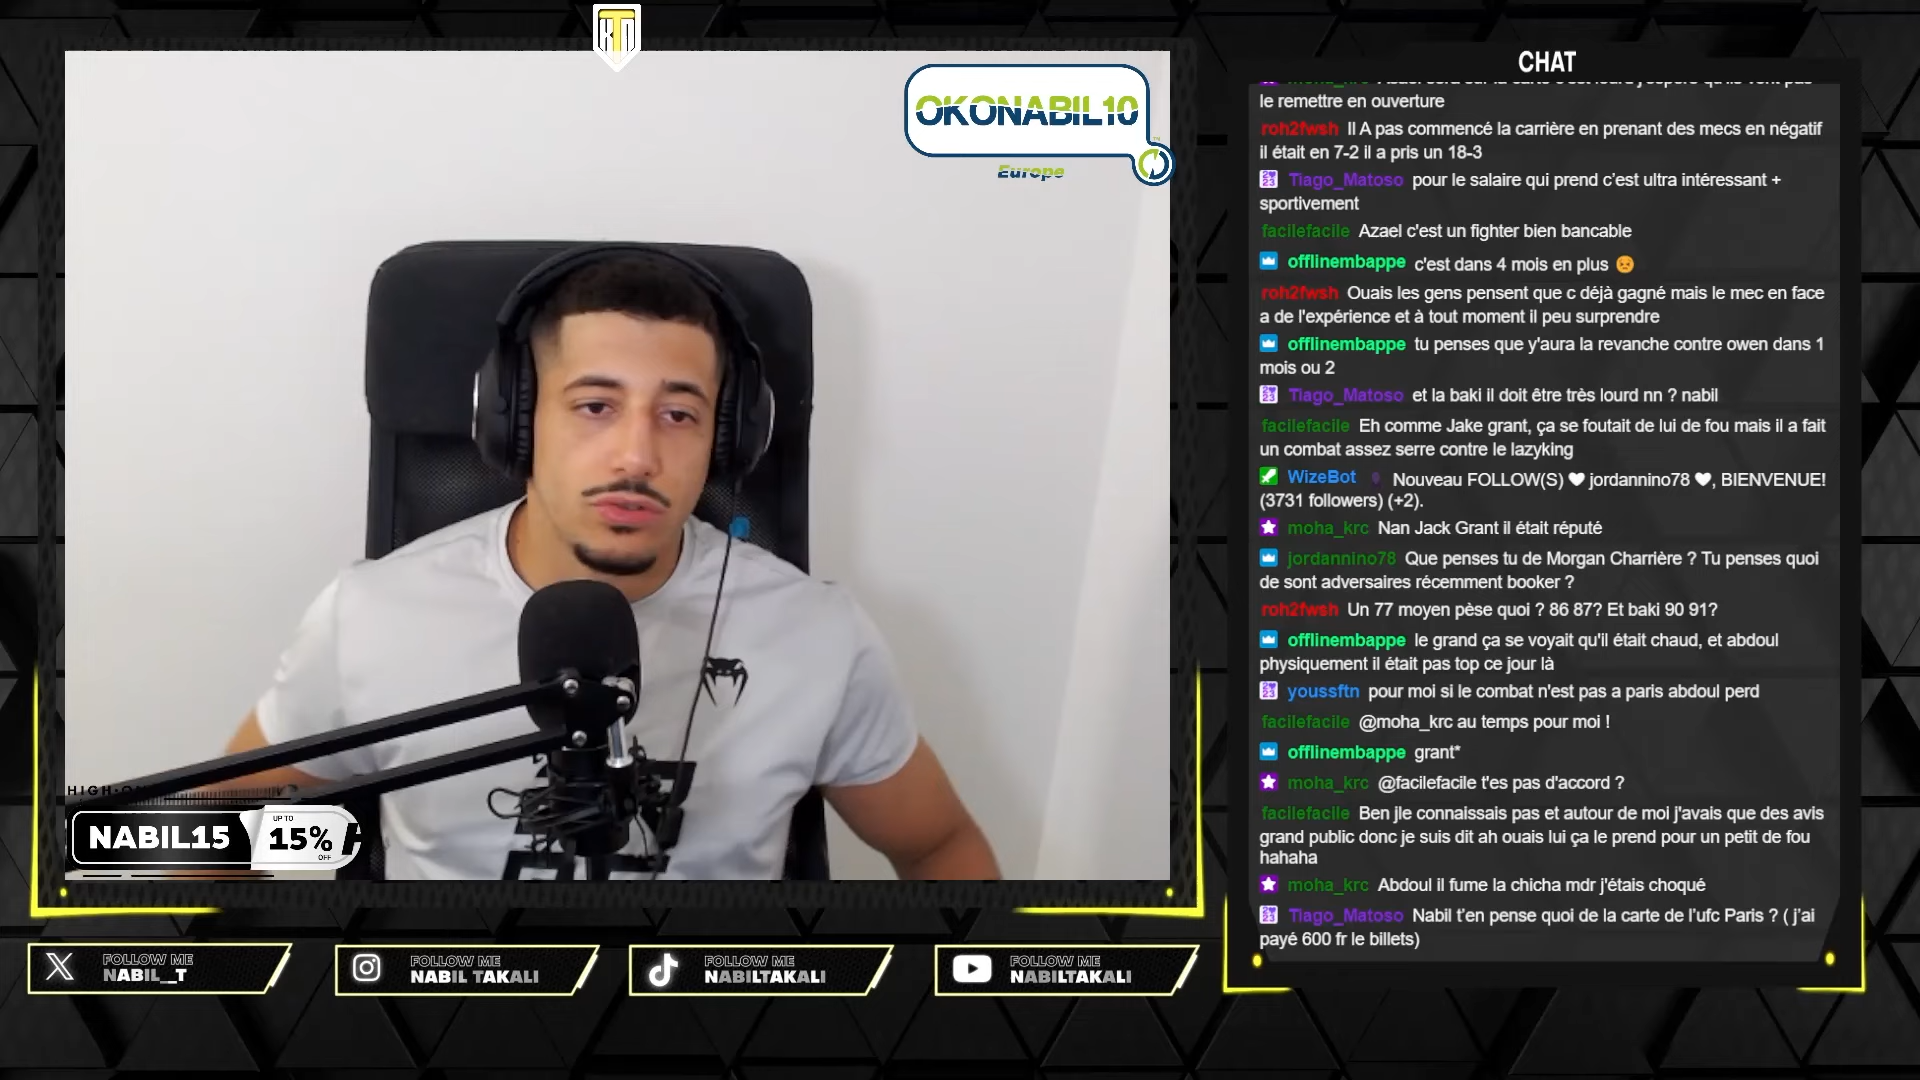 KTN
OKONABIL10
Europe
HIGH-
NABIL15
UP TO
15%
OFF
FOLLOW ME
NABIL__T
FOLLOW ME
NABIL TAKALI
FOLLOW ME
NABILTAKALI
FOLLOW ME
NABILTAKALI
CHAT
le remettre en ouverture
roh2fwsh Il A pas commencé la carrière en prenant des mecs en négatif
il était en 7-2 il a pris un 18-3
Tiago_Matoso pour le salaire qui prend c'est ultra intéressant +
sportivement
facilefacile Azael c'est un fighter bien bancable
offlinembappe c'est dans 4 mois en plus 😡
roh2fwsh Ouais les gens pensent que c déjà gagné mais le mec en face
a de l'expérience et à tout moment il peu surprendre
offlinembappe tu penses que y'aura la revanche contre owen dans 1
mois ou 2
Tiago_Matoso et la baki il doit être très lourd nn ? nabil
facilefacile Eh comme Jake grant, ça se foutait de lui de fou mais il a fait
un combat assez serre contre le lazyking
WizeBot Nouveau FOLLOW(S) ♥ jordannino78 ♥, BIENVENUE!
(3731 followers) (+2).
moha_krc Nan Jack Grant il était réputé
jordannino78 Que penses tu de Morgan Charrière ? Tu penses quoi
de sont adversaires récemment booker ?
roh2fwsh Un 77 moyen pèse quoi ? 86 87? Et baki 90 91?
offlinembappe le grand ça se voyait qu'il était chaud, et abdoul
physiquement il était pas top ce jour là
youssftn pour moi si le combat n'est pas a paris abdoul perd
facilefacile @moha_krc au temps pour moi !
offlinembappe grant*
moha_krc @facilefacile t'es pas d'accord ?
facilefacile Ben jle connaissais pas et autour de moi j'avais que des avis
grand public donc je suis dit ah ouais lui ça le prend pour un petit de fou
hahaha
moha_krc Abdoul il fume la chicha mdr j'étais choqué
Tiago_Matoso Nabil t'en pense quoi de la carte de l'ufc Paris ? ( j'ai
payé 600 fr le billets)